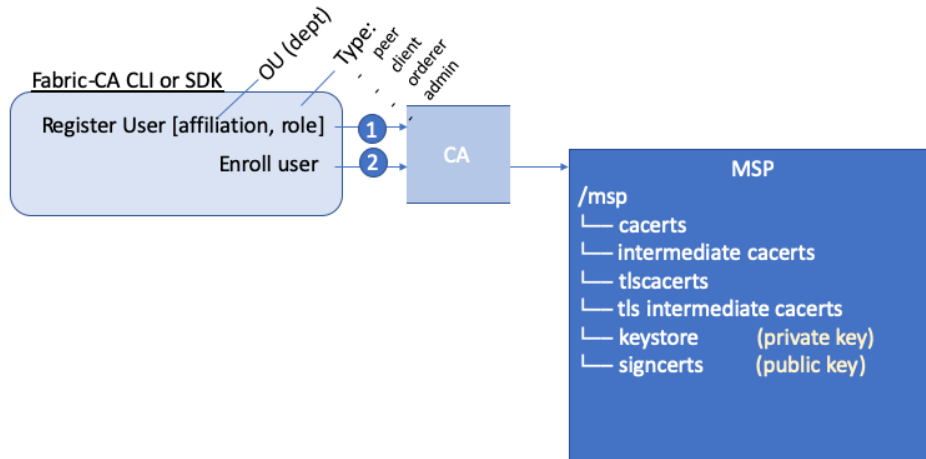 OU (dept)
Type:
- peer
- client
- orderer
- admin
Fabric-CA CLI or SDK
Register User [affiliation, role]
1
Enroll user
2
CA
MSP
/msp
└── cacerts
└── intermediate cacerts
└── tlscacerts
└── tls intermediate cacerts
└── keystore (private key)
└── signcerts (public key)